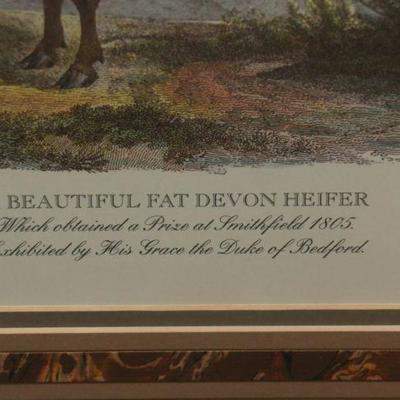 BEAUTIFUL FAT DEVON HEIFER
Which obtained a Prize at Smithfield 1805.
Exhibited by His Grace the Duke of Bedford.